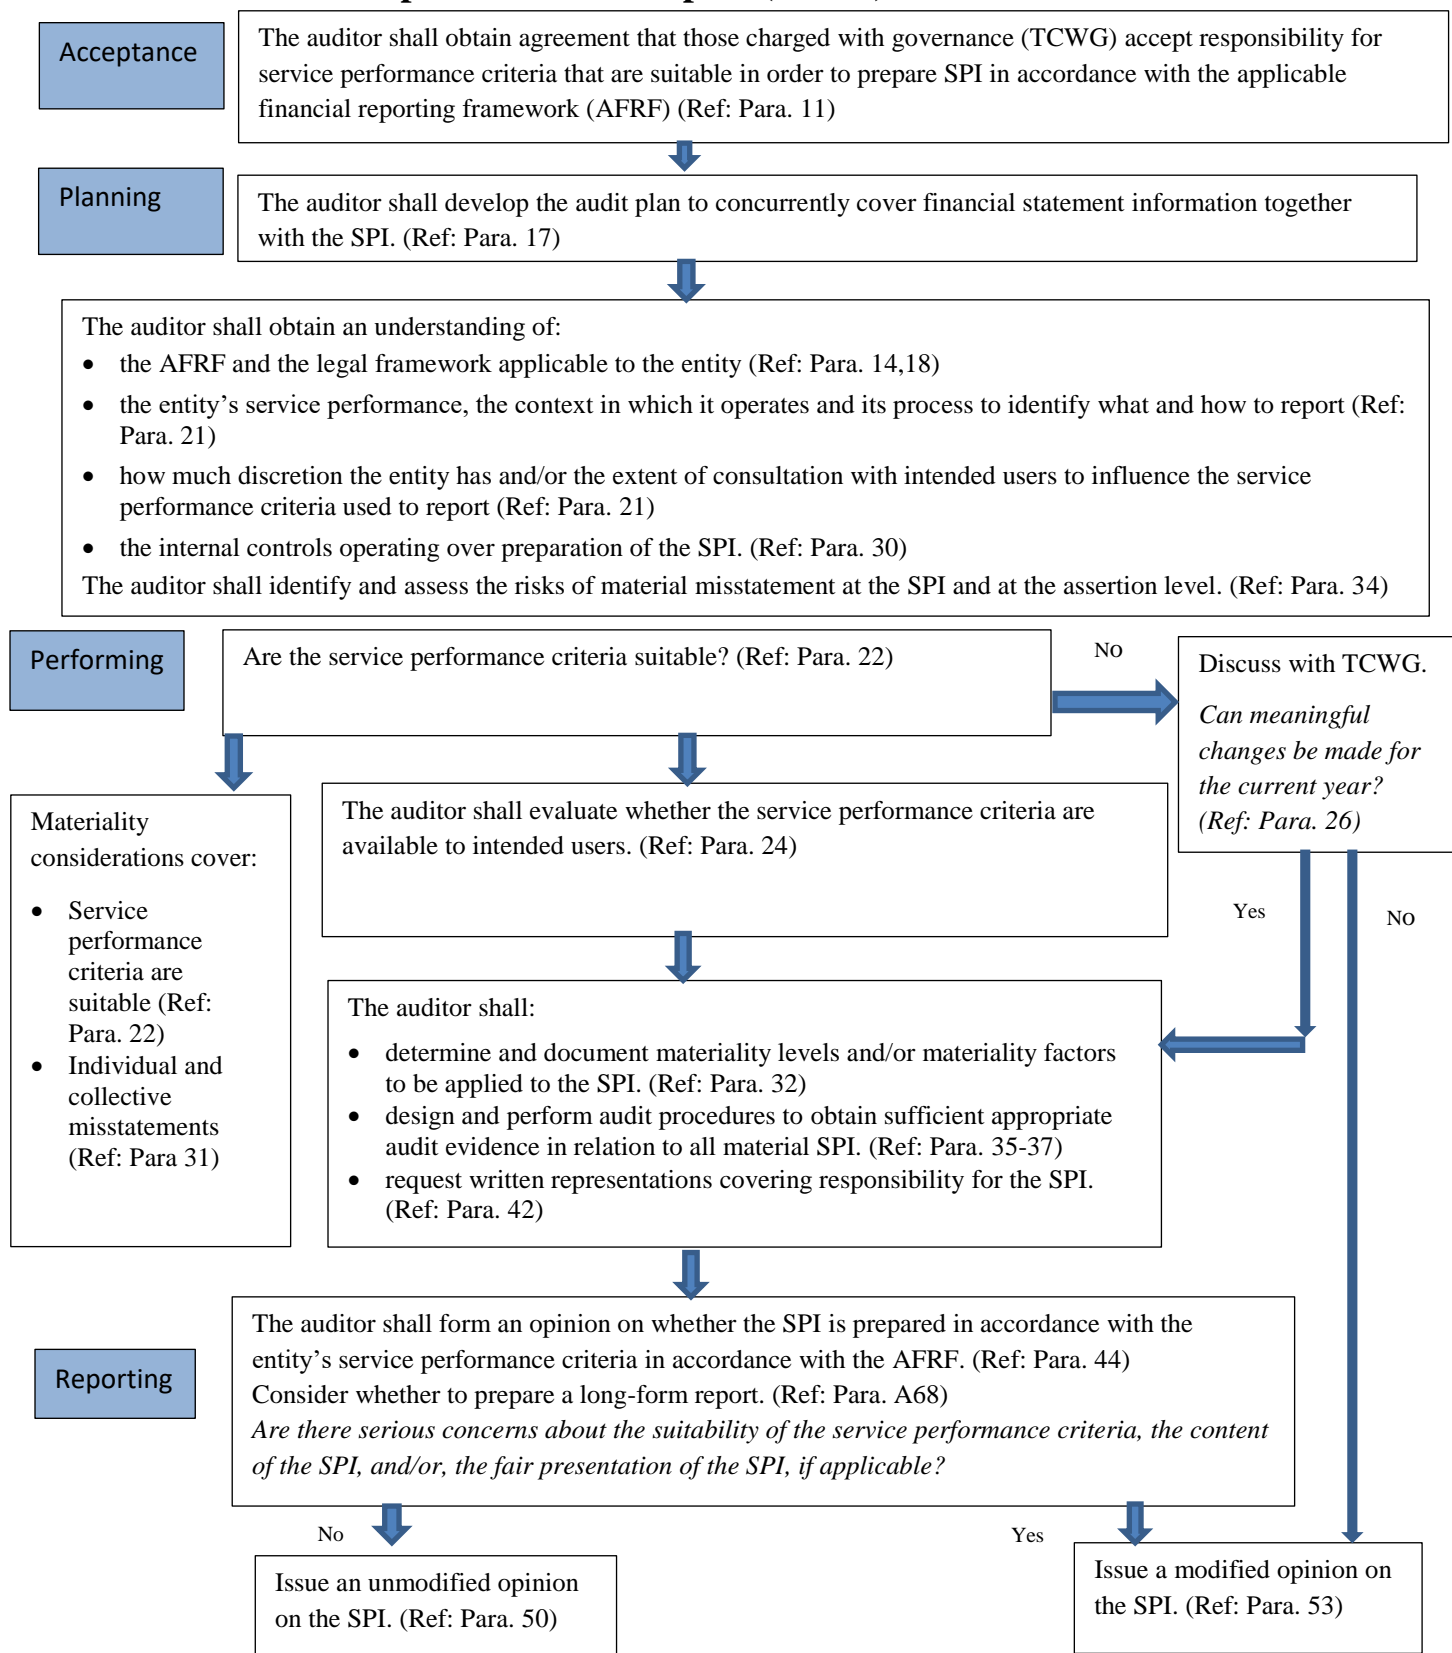 Acceptance
The auditor shall obtain agreement that those charged with governance (TCWG) accept responsibility for
service performance criteria that are suitable in order to prepare SPI in accordance with the applicable
financial reporting framework (AFRF) (Ref: Para. 11)
Planning
The auditor shall develop the audit plan to concurrently cover financial statement information together
with the SPI. (Ref: Para. 17)
The auditor shall obtain an understanding of:
• the AFRF and the legal framework applicable to the entity (Ref: Para. 14,18)
• the entity’s service performance, the context in which it operates and its process to identify what and how to report (Ref:
Para. 21)
• how much discretion the entity has and/or the extent of consultation with intended users to influence the service
performance criteria used to report (Ref: Para. 21)
• the internal controls operating over preparation of the SPI. (Ref: Para. 30)
The auditor shall identify and assess the risks of material misstatement at the SPI and at the assertion level. (Ref: Para. 34)
Performing
Are the service performance criteria suitable? (Ref: Para. 22)
No
Discuss with TCWG.
Can meaningful
changes be made for
the current year?
(Ref: Para. 26)
Materiality
considerations cover:
• Service
performance
criteria are
suitable (Ref:
Para. 22)
• Individual and
collective
misstatements
(Ref: Para 31)
The auditor shall evaluate whether the service performance criteria are
available to intended users. (Ref: Para. 24)
Yes
No
The auditor shall:
• determine and document materiality levels and/or materiality factors
to be applied to the SPI. (Ref: Para. 32)
• design and perform audit procedures to obtain sufficient appropriate
audit evidence in relation to all material SPI. (Ref: Para. 35-37)
• request written representations covering responsibility for the SPI.
(Ref: Para. 42)
Reporting
The auditor shall form an opinion on whether the SPI is prepared in accordance with the
entity’s service performance criteria in accordance with the AFRF. (Ref: Para. 44)
Consider whether to prepare a long-form report. (Ref: Para. A68)
Are there serious concerns about the suitability of the service performance criteria, the content
of the SPI, and/or, the fair presentation of the SPI, if applicable?
No
Yes
Issue an unmodified opinion
on the SPI. (Ref: Para. 50)
Issue a modified opinion on
the SPI. (Ref: Para. 53)